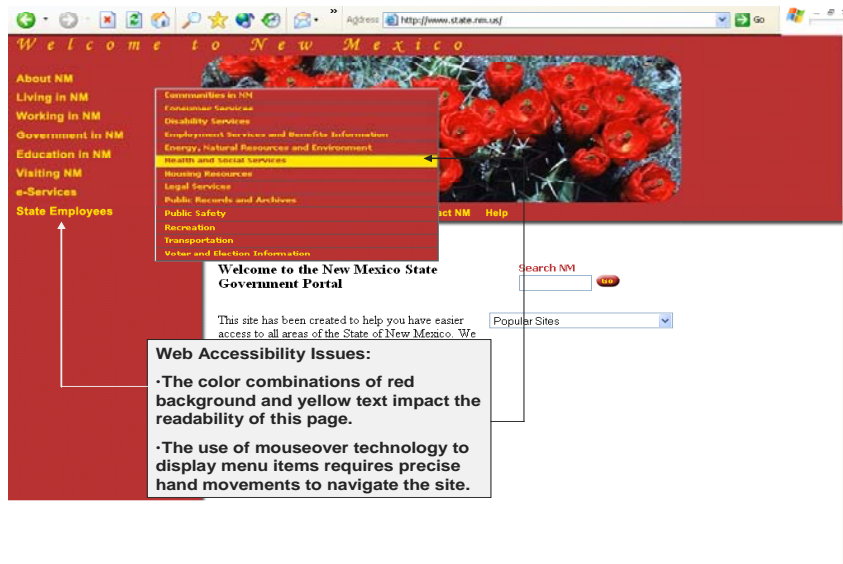 Address http://www.state.nm.us/ Go
Welcome to New Mexico
About NM
Living in NM
Working in NM
Government in NM
Education in NM
Visiting NM
e-Services
State Employees
Communities in NM
Consumer Services
Disability Services
Employment Services and Benefits Information
Energy, Natural Resources and Environment
Health and Social Services
Housing Resources
Legal Services
Public Records and Archives
Public Safety
Recreation
Transportation
Voter and Election Information
NM Help
Welcome to the New Mexico State
Government Portal
Search NM
Go
This site has been created to help you have easier
access to all areas of the State of New Mexico. We
Popular Sites
Web Accessibility Issues:
·The color combinations of red
background and yellow text impact the
readability of this page.
·The use of mouseover technology to
display menu items requires precise
hand movements to navigate the site.